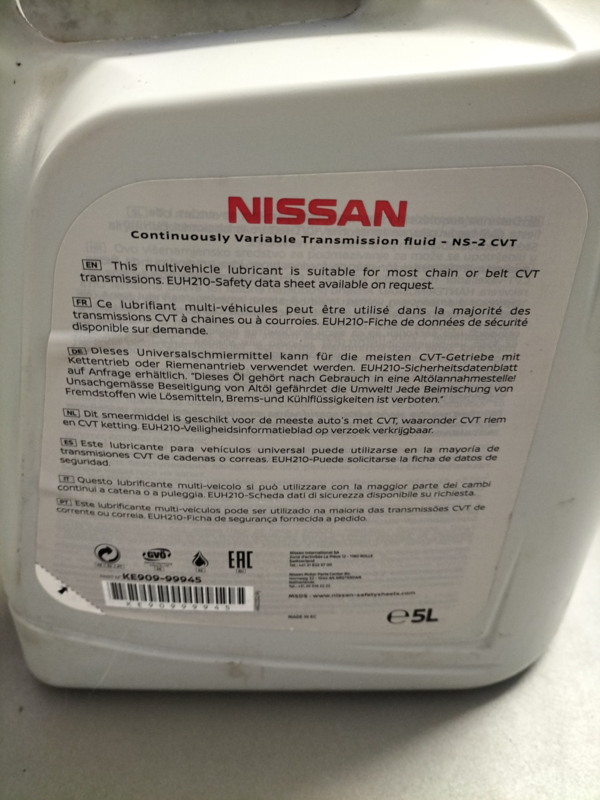 NISSAN
Continuously Variable Transmission fluid - NS-2 CVT
EN This multivehicle lubricant is suitable for most chain or belt CVT
transmissions. EUH210-Safety data sheet available on request.
FR Ce lubrifiant multi-véhicules peut être utilisé dans la majorité des
transmissions CVT à chaines ou à courroies. EUH210-Fiche de données de sécurité
disponible sur demande.
DE Dieses Universalschmiermittel kann für die meisten CVT-Getriebe mit
Kettentrieb oder Riemenantrieb verwendet werden. EUH210-Sicherheitsdatenblatt
auf Anfrage erhältlich. "Dieses Öl gehört nach Gebrauch in eine Altölannahmestelle!
Unsachgemässe Beseitigung von Altöl gefährdet die Umwelt! Jede Beimischung von
Fremdstoffen wie Lösemitteln, Brems-und Kühlflüssigkeiten ist verboten."
NL Dit smeermiddel is geschikt voor de meeste auto's met CVT, waaronder CVT riem
en CVT ketting. EUH210-Veiligheidsinformatieblad op verzoek verkrijgbaar.
ES Este lubricante para vehículos universal puede utilizarse en la mayoría de
transmisiones CVT de cadenas o correas. EUH210-Puede solicitarse la ficha de datos de
seguridad.
IT Questo lubrificante multi-veicolo si può utilizzare con la maggior parte dei cambi
continui a catena o a puleggia. EUH210-Scheda dati di sicurezza disponibile su richiesta.
PT Este lubrificante multi-veículos pode ser utilizado na maioria das transmissões CVT de
corrente ou correia. EUH210-Ficha de segurança fornecida a pedido.
GVÖ
EAC
KE909-99945
KE90999945
Nissan International SA
Switzerland
MSDS : www.nissan-safetysheets.com
MADE IN EC
e 5L